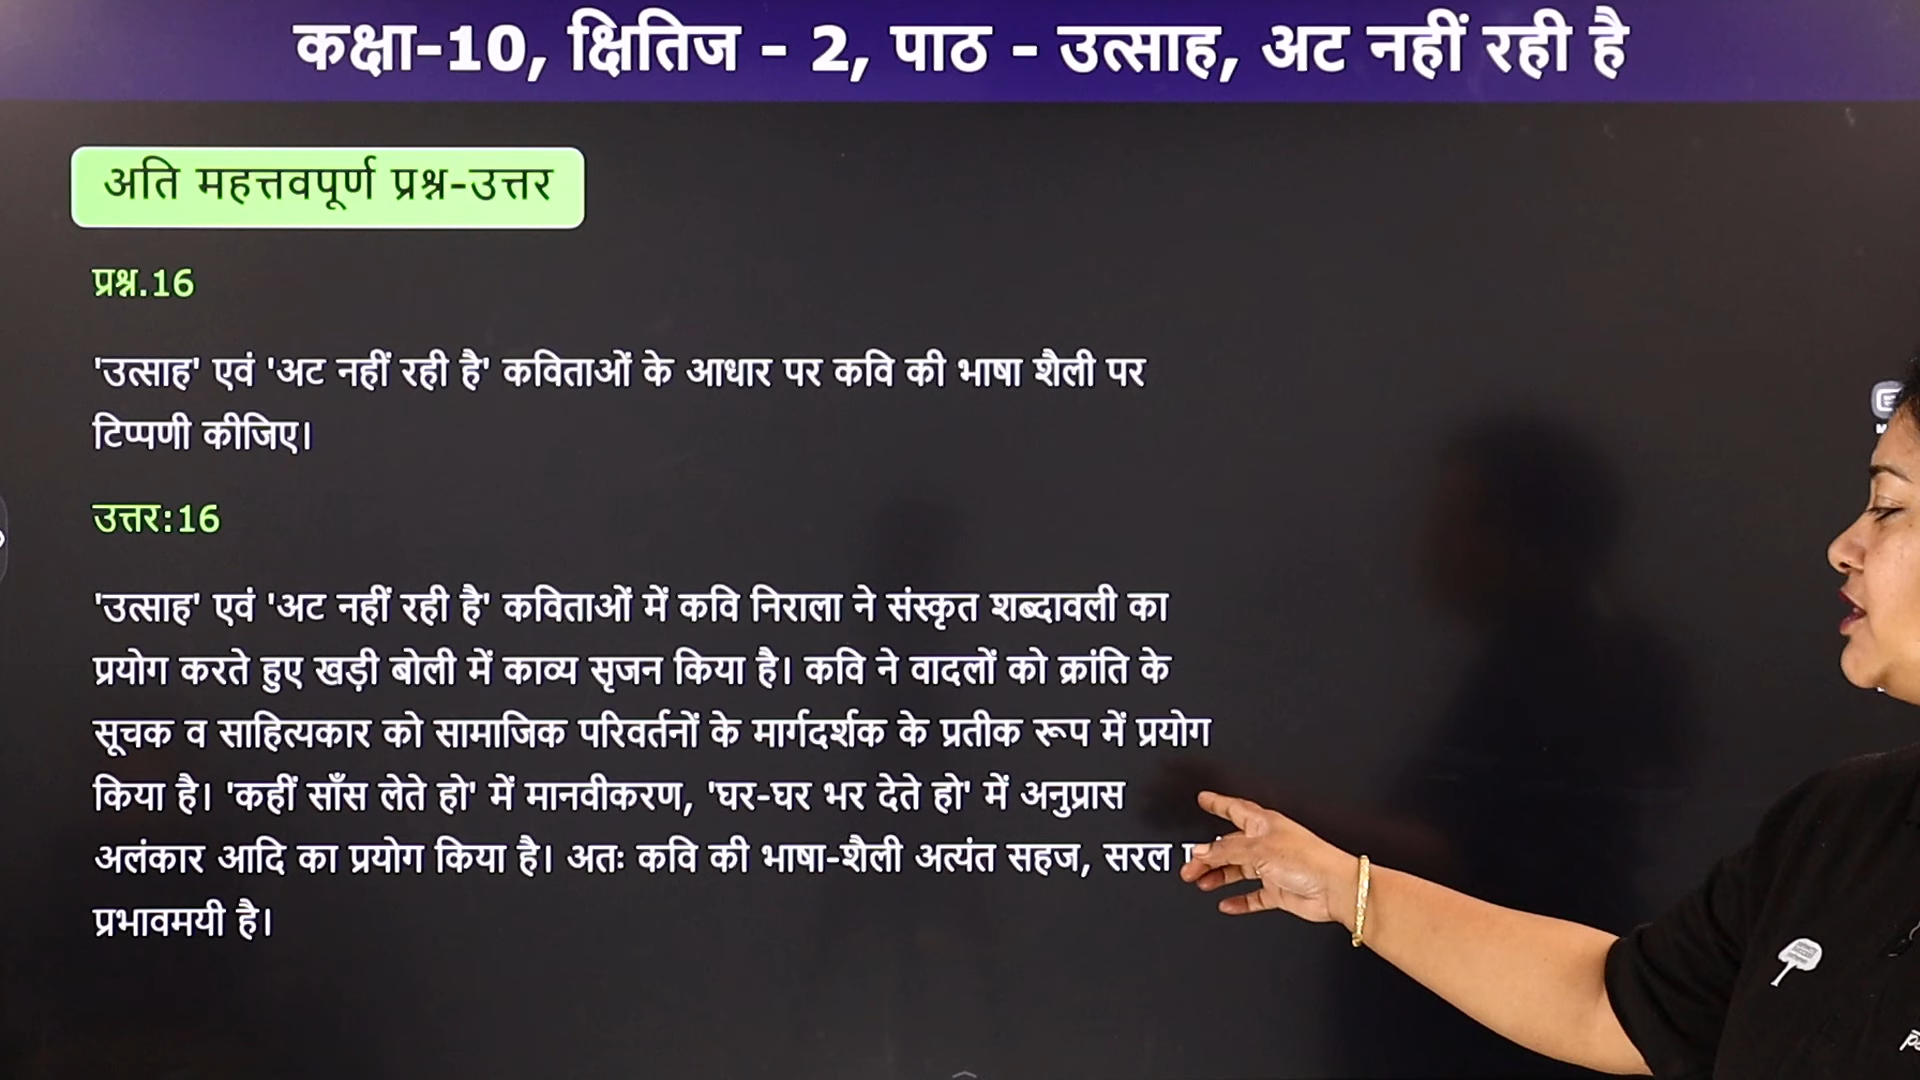 कक्षा-10, क्षितिज - 2, पाठ - उत्साह, अट नहीं रही है
अति महत्तवपूर्ण प्रश्न-उत्तर
प्रश्न.16
'उत्साह' एवं 'अट नहीं रही है' कविताओं के आधार पर कवि की भाषा शैली पर
टिप्पणी कीजिए।
उत्तर:16
'उत्साह' एवं 'अट नहीं रही है' कविताओं में कवि निराला ने संस्कृत शब्दावली का
प्रयोग करते हुए खड़ी बोली में काव्य सृजन किया है। कवि ने वादलों को क्रांति के
सूचक व साहित्यकार को सामाजिक परिवर्तनों के मार्गदर्शक के प्रतीक रूप में प्रयोग
किया है। 'कहीं साँस लेते हो' में मानवीकरण, 'घर-घर भर देते हो' में अनुप्रास
अलंकार आदि का प्रयोग किया है। अतः कवि की भाषा-शैली अत्यंत सहज, सरल
प्रभावमयी है।